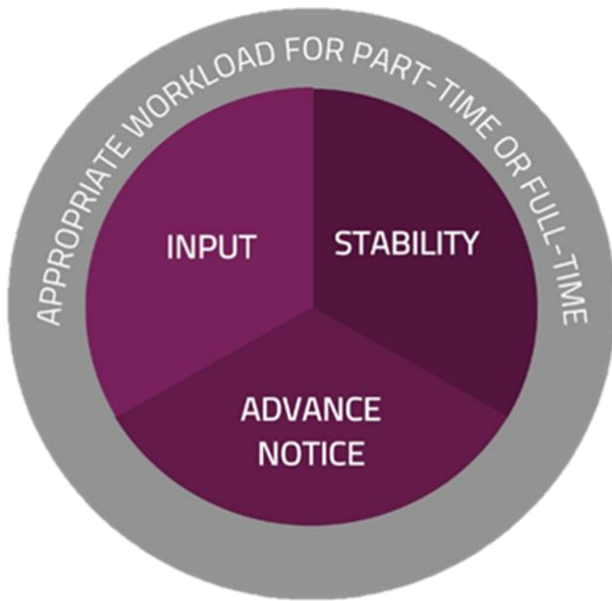 APPROPRIATE WORKLOAD FOR PART-TIME OR FULL-TIME
INPUT
STABILITY
ADVANCE
NOTICE